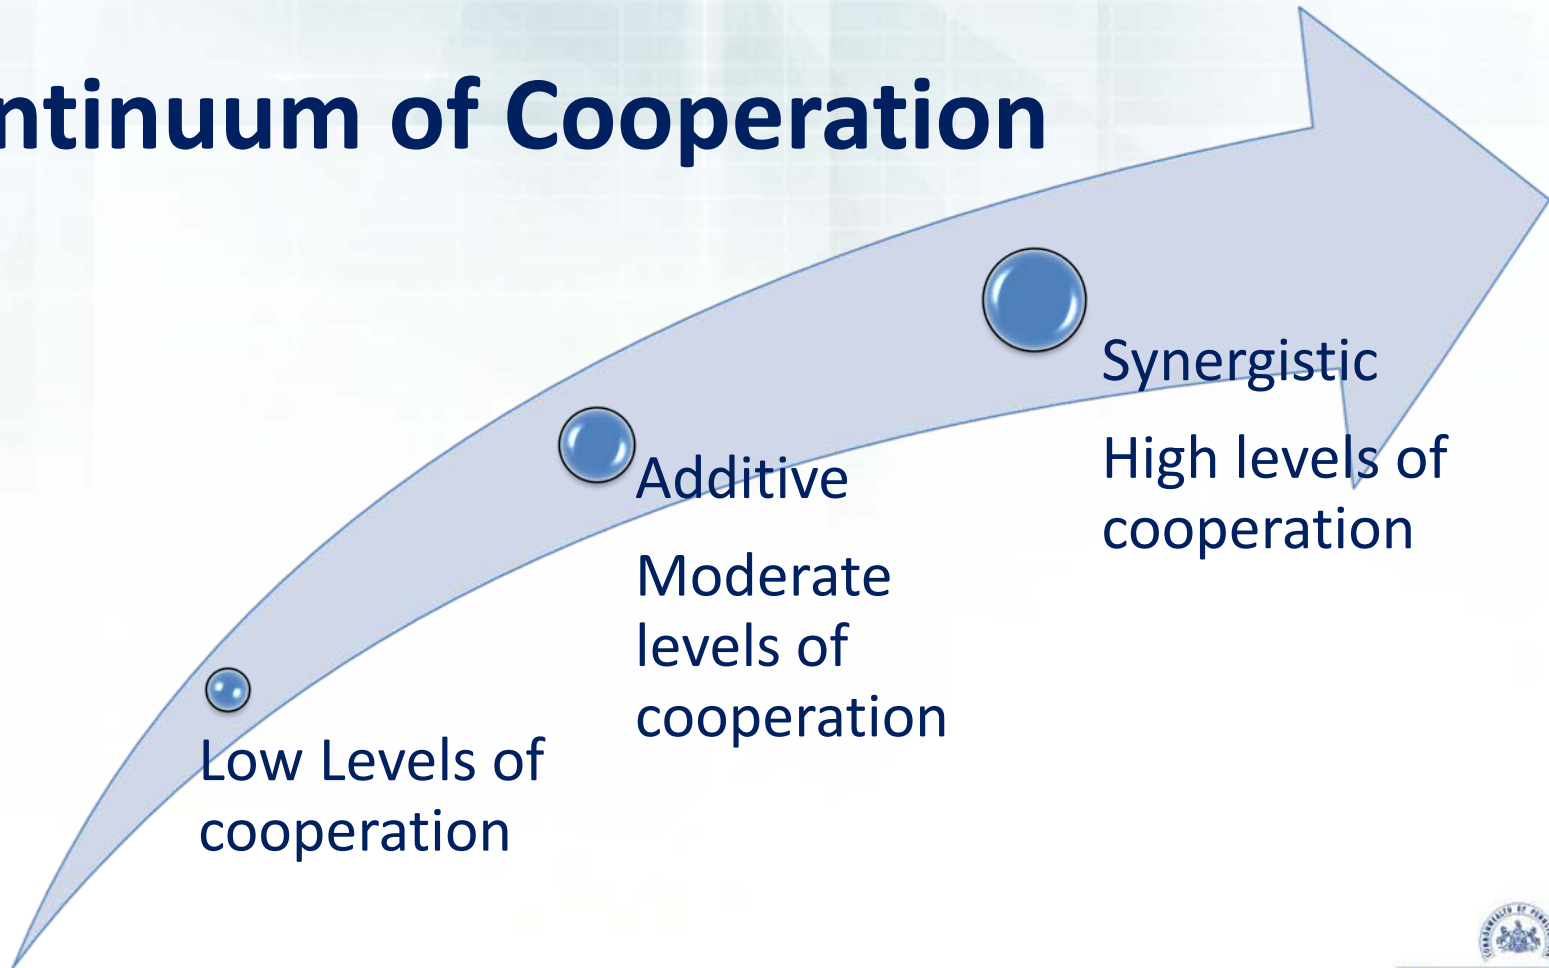 ntinuum of Cooperation
Synergistic
High levels of
cooperation
Additive
Moderate
levels of
cooperation
Low Levels of
cooperation